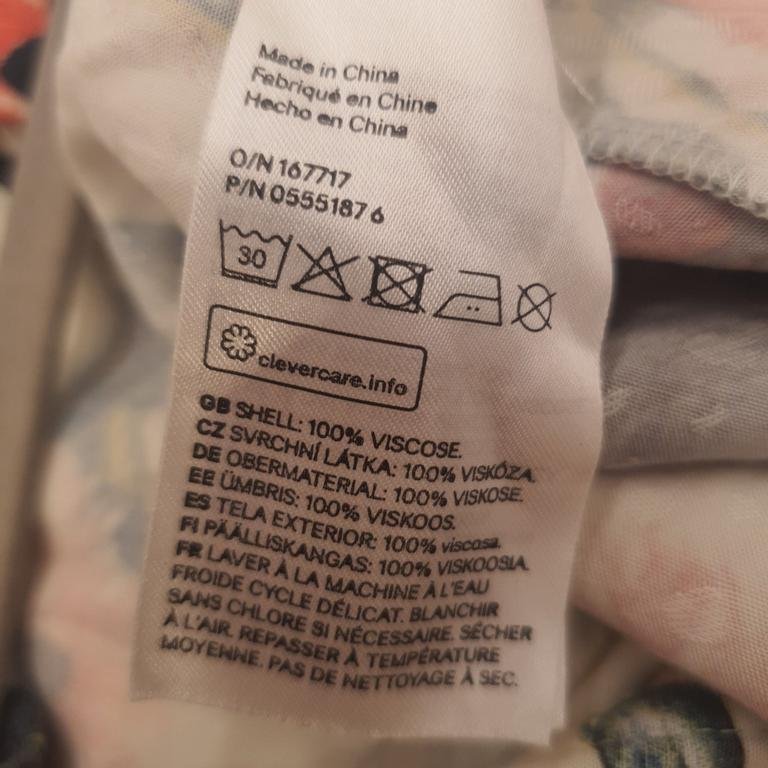 Made in China
Fabriqué en Chine
Hecho en China
O/N 167717
P/N 05551876
30
clevercare.info
GB SHELL: 100% VISCOSE.
CZ SVRCHNÍ LÁTKA: 100% VISKÓZA.
DE OBERMATERIAL: 100% VISKOSE.
EE ÜMBRIS: 100% VISKOOS.
ES TELA EXTERIOR: 100% viscosa.
FI PÄÄLLISKANGAS: 100% VISKOOSIA.
FR LAVER À LA MACHINE À L'EAU
FROIDE CYCLE DÉLICAT. BLANCHIR
SANS CHLORE SI NÉCESSAIRE. SÉCHER
À L'AIR. REPASSER À TEMPÉRATURE
MOYENNE. PAS DE NETTOYAGE À SEC.